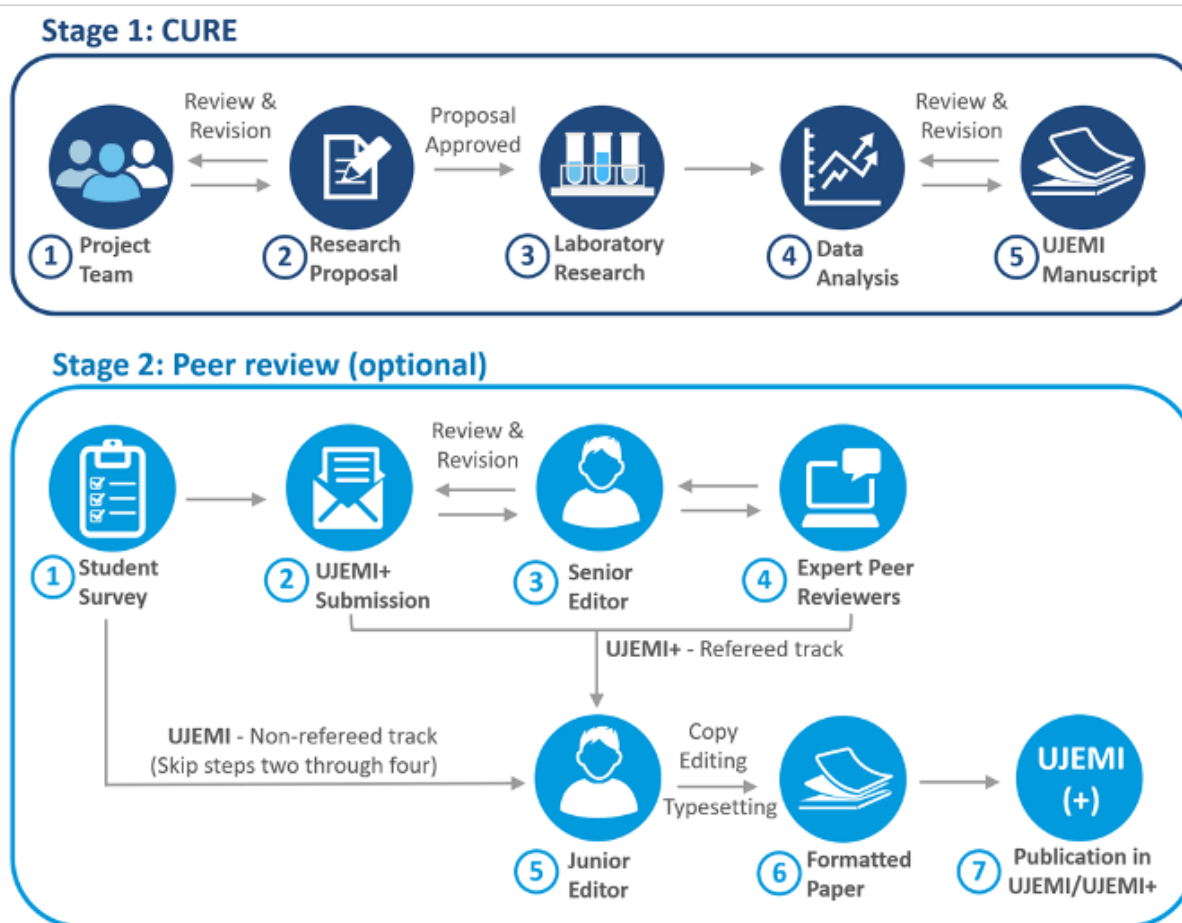 Stage 1: CURE
Review &
Revision
Proposal
Approved
Review &
Revision
1 Project
Team
2 Research
Proposal
3 Laboratory
Research
4 Data
Analysis
5 UJEMI
Manuscript
Stage 2: Peer review (optional)
Review &
Revision
1 Student
Survey
2 UJEMI+
Submission
3 Senior
Editor
4 Expert Peer
Reviewers
UJEMI+ - Refereed track
UJEMI - Non-refereed track
(Skip steps two through four)
Copy
Editing
Typesetting
UJEMI
(+)
5 Junior
Editor
6 Formatted
Paper
7 Publication in
UJEMI/UJEMI+